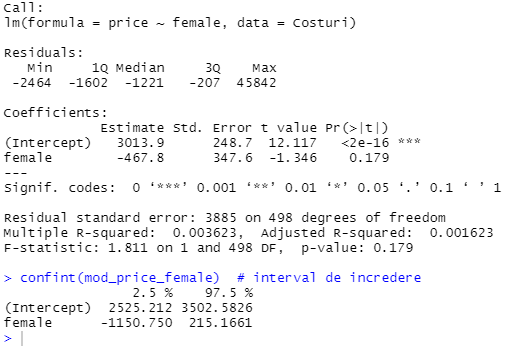 Call:
lm(formula = price ~ female, data = Costuri)
Residuals:
Min 1Q Median 3Q Max
-2464 -1602 -1221 -207 45842
Coefficients:
Estimate Std. Error t value Pr(>|t|)
(Intercept) 3013.9 248.7 12.117 <2e-16 ***
female -467.8 347.6 -1.346 0.179
---
Signif. codes: 0 ‘***’ 0.001 ‘**’ 0.01 ‘*’ 0.05 ‘.’ 0.1 ‘ ’ 1
Residual standard error: 3885 on 498 degrees of freedom
Multiple R-squared: 0.003623, Adjusted R-squared: 0.001623
F-statistic: 1.811 on 1 and 498 DF, p-value: 0.179
> confint(mod_price_female) # interval de incredere
2.5 % 97.5 %
(Intercept) 2525.212 3502.5826
female -1150.750 215.1661
>